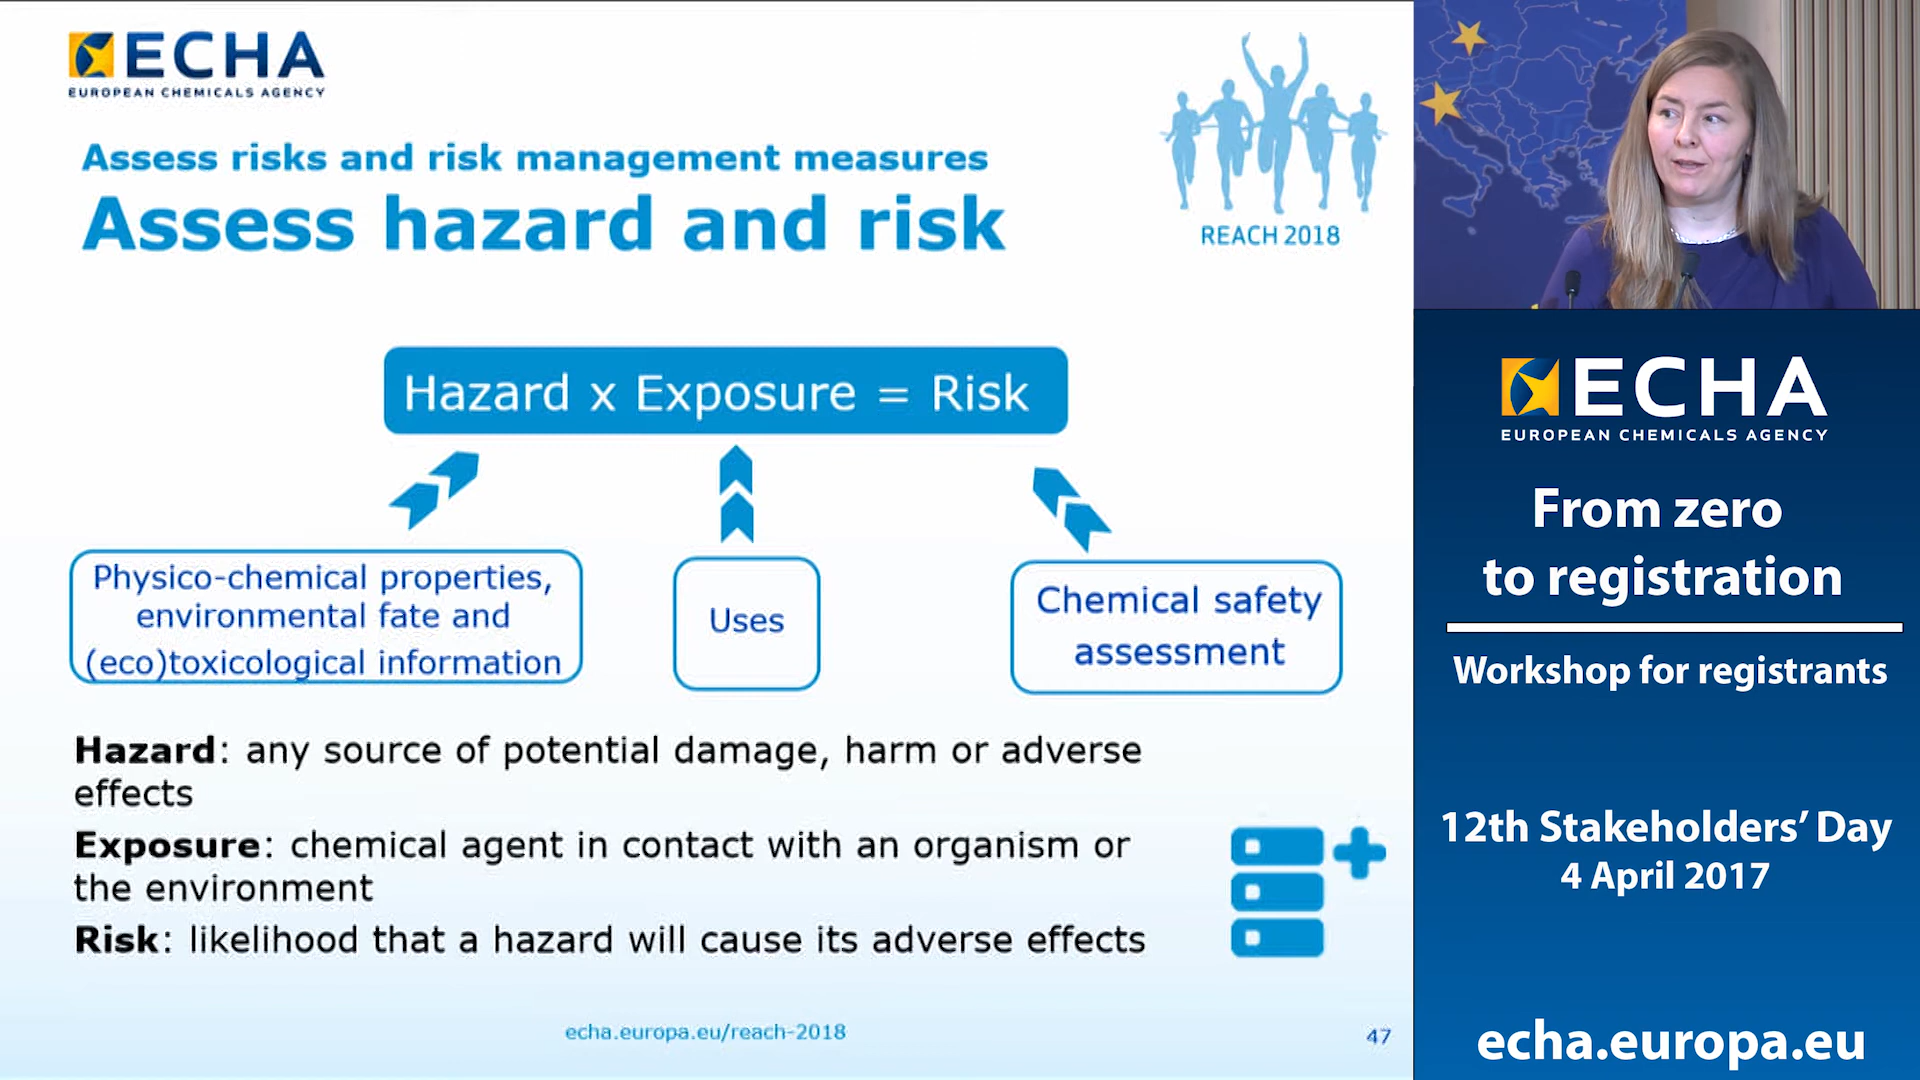 ECHA
EUROPEAN CHEMICALS AGENCY
Assess risks and risk management measures
Assess hazard and risk
REACH 2018
Hazard x Exposure = Risk
Physico-chemical properties,
environmental fate and
(eco)toxicological information
Uses
Chemical safety
assessment
Hazard: any source of potential damage, harm or adverse
effects
Exposure: chemical agent in contact with an organism or
the environment
Risk: likelihood that a hazard will cause its adverse effects
echa.europa.eu/reach-2018
47
ECHA
EUROPEAN CHEMICALS AGENCY
From zero
to registration
Workshop for registrants
12th Stakeholders’ Day
4 April 2017
echa.europa.eu